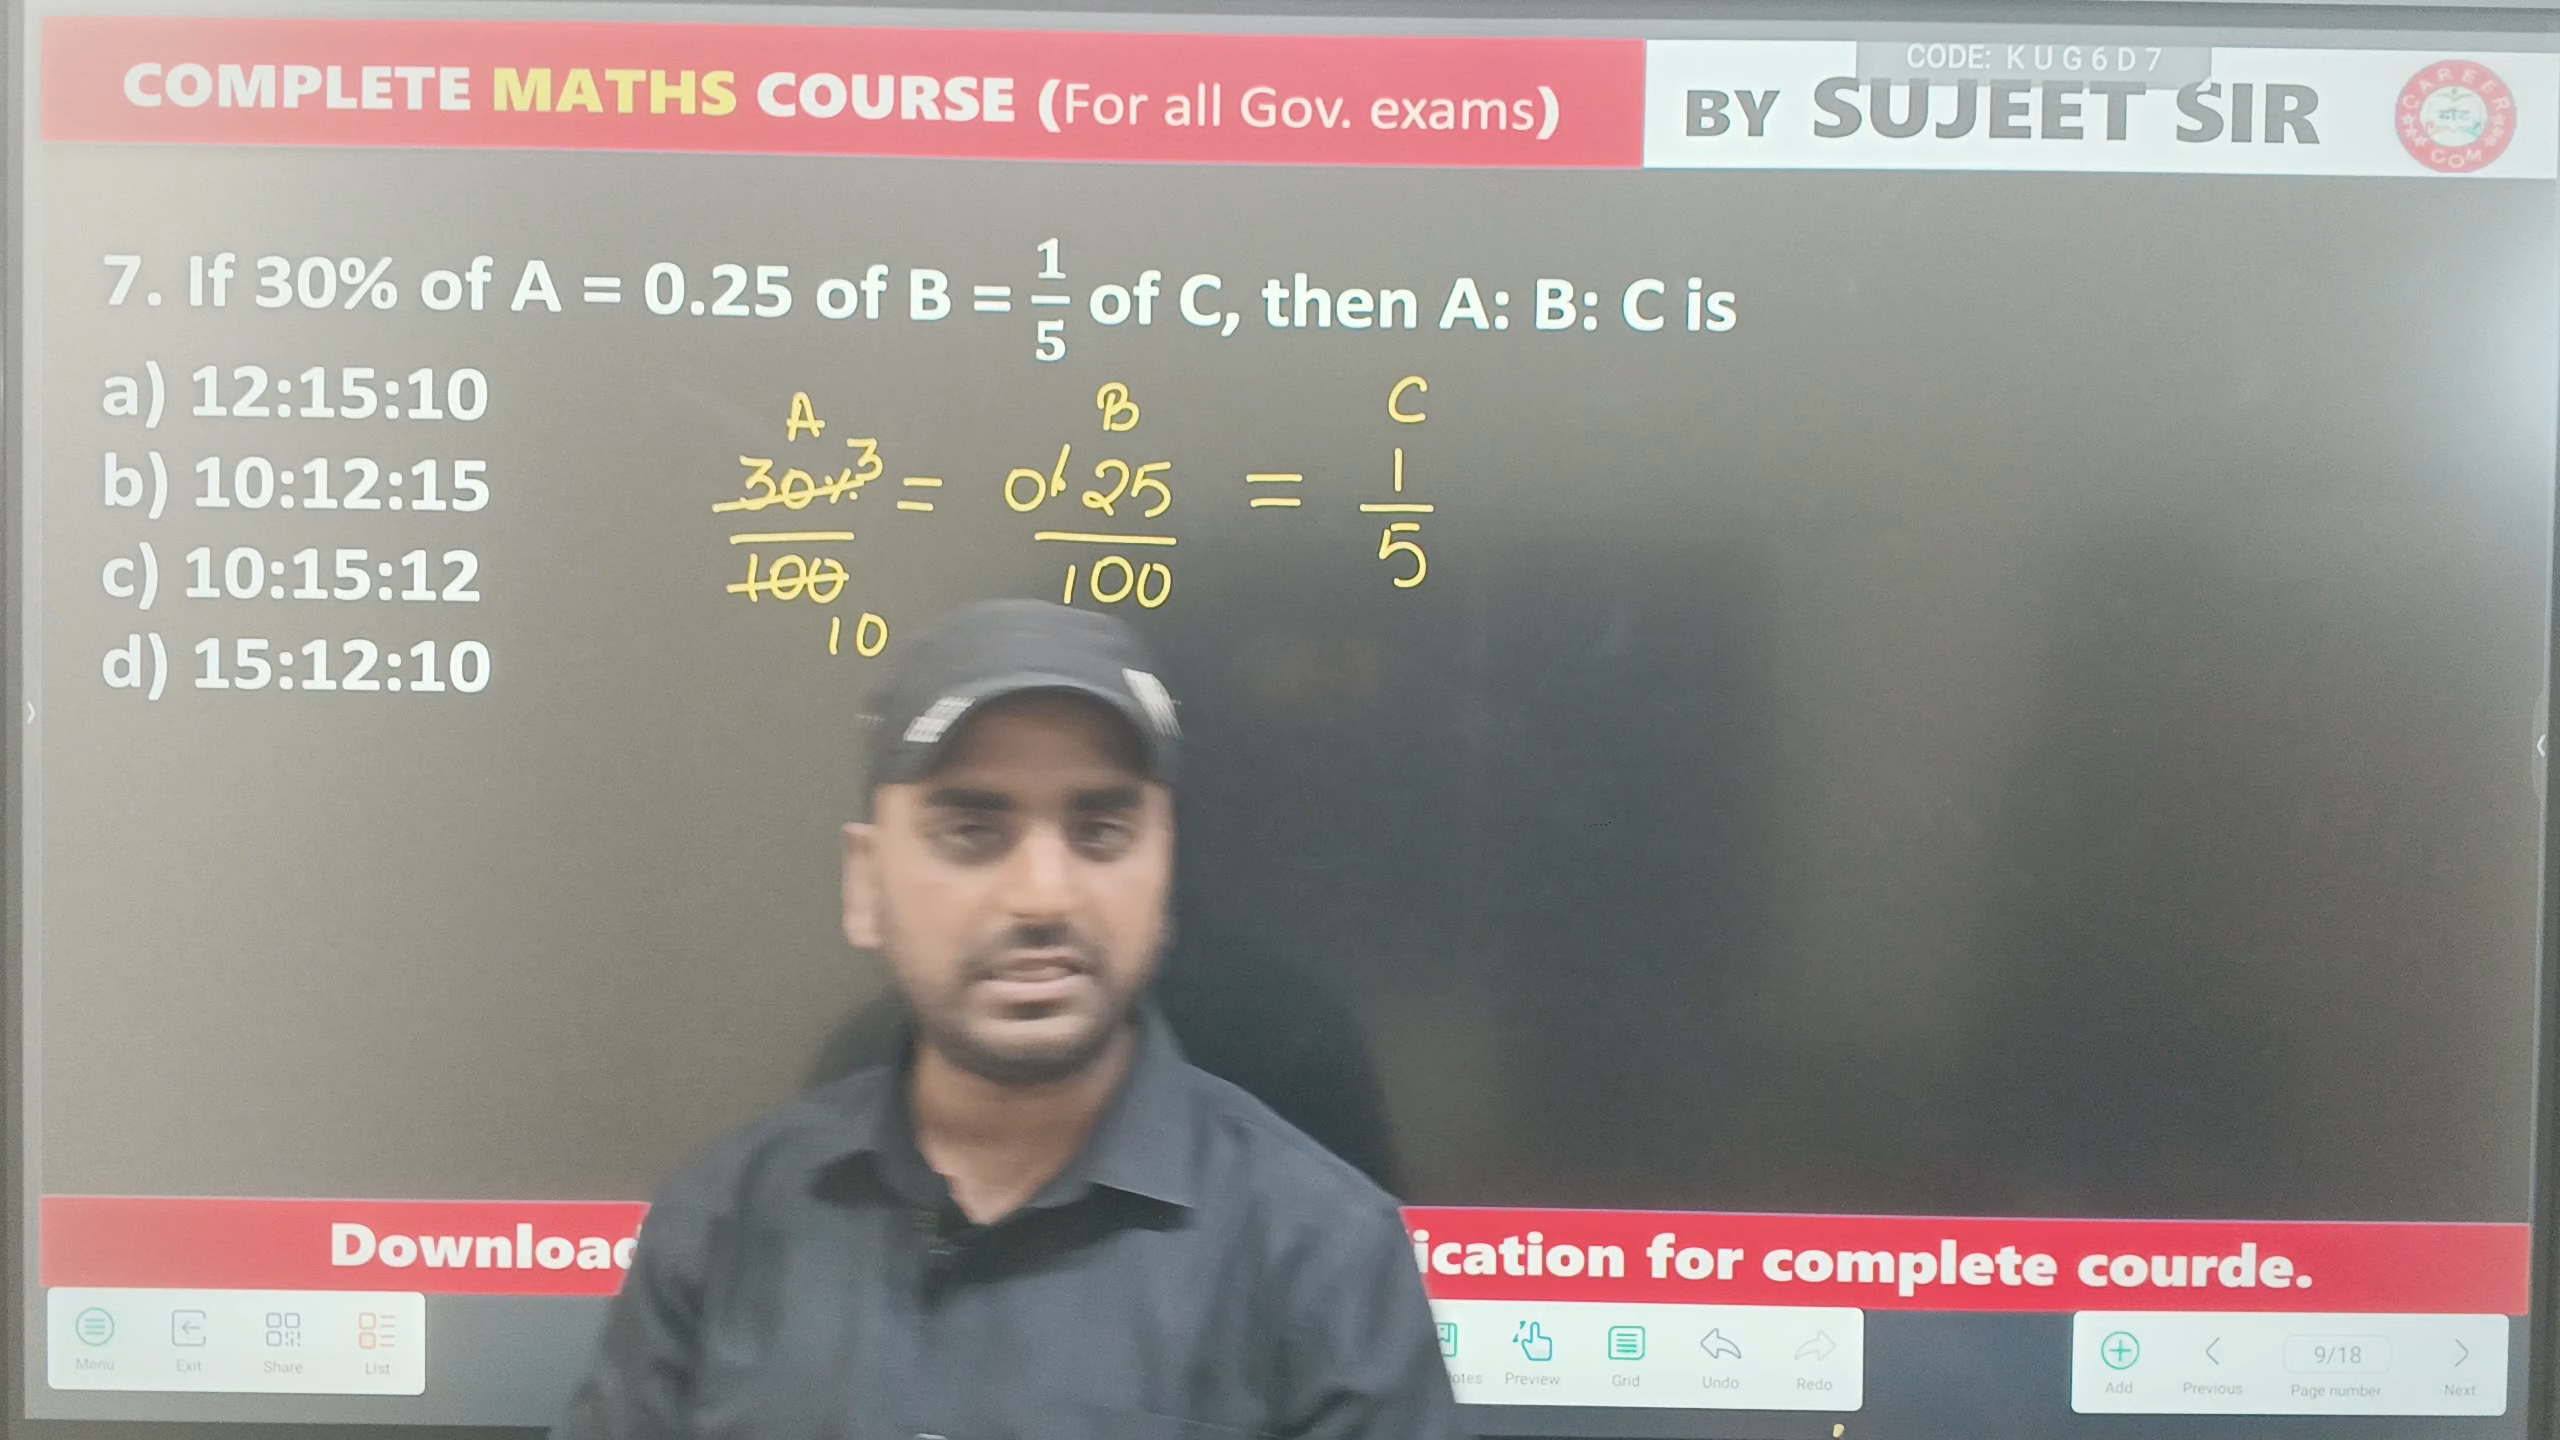 CODE: KUG6D7
COMPLETE MATHS COURSE (For all Gov. exams) BY SUJEET SIR
CAREER
COM
7. If 30% of A = 0.25 of B = 1/5 of C, then A: B: C is
a) 12:15:10
b) 10:12:15
c) 10:15:12
d) 15:12:10
A B C
30% 3 = 0.25 = 1
100 100 5
10
for complete courde.
Menu Exit Share List Preview Grid Undo Redo Add Previous 9/18 Page number Next